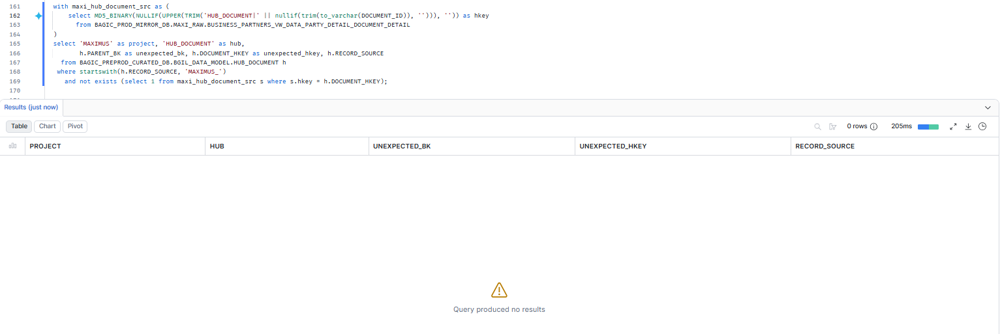 161 with maxi_hub_document_src as (
162 select MD5_BINARY(NULLIF(UPPER(TRIM('HUB_DOCUMENT|' || nullif(trim(to_varchar(DOCUMENT_ID)), ''))), '')) as hkey
163 from BAGIC_PROD_MIRROR_DB.MAXI_RAW.BUSINESS_PARTNERS_VW_DATA_PARTY_DETAIL_DOCUMENT_DETAIL
164 )
165 select 'MAXIMUS' as project, 'HUB_DOCUMENT' as hub,
166 h.PARENT_BK as unexpected_bk, h.DOCUMENT_HKEY as unexpected_hkey, h.RECORD_SOURCE
167 from BAGIC_PREPROD_CURATED_DB.BGIL_DATA_MODEL.HUB_DOCUMENT h
168 where startswith(h.RECORD_SOURCE, 'MAXIMUS_')
169 and not exists (select 1 from maxi_hub_document_src s where s.hkey = h.DOCUMENT_HKEY);
170
Results (just now)
Table Chart Pivot 0 rows 205ms
PROJECT HUB UNEXPECTED_BK UNEXPECTED_HKEY RECORD_SOURCE
Query produced no results